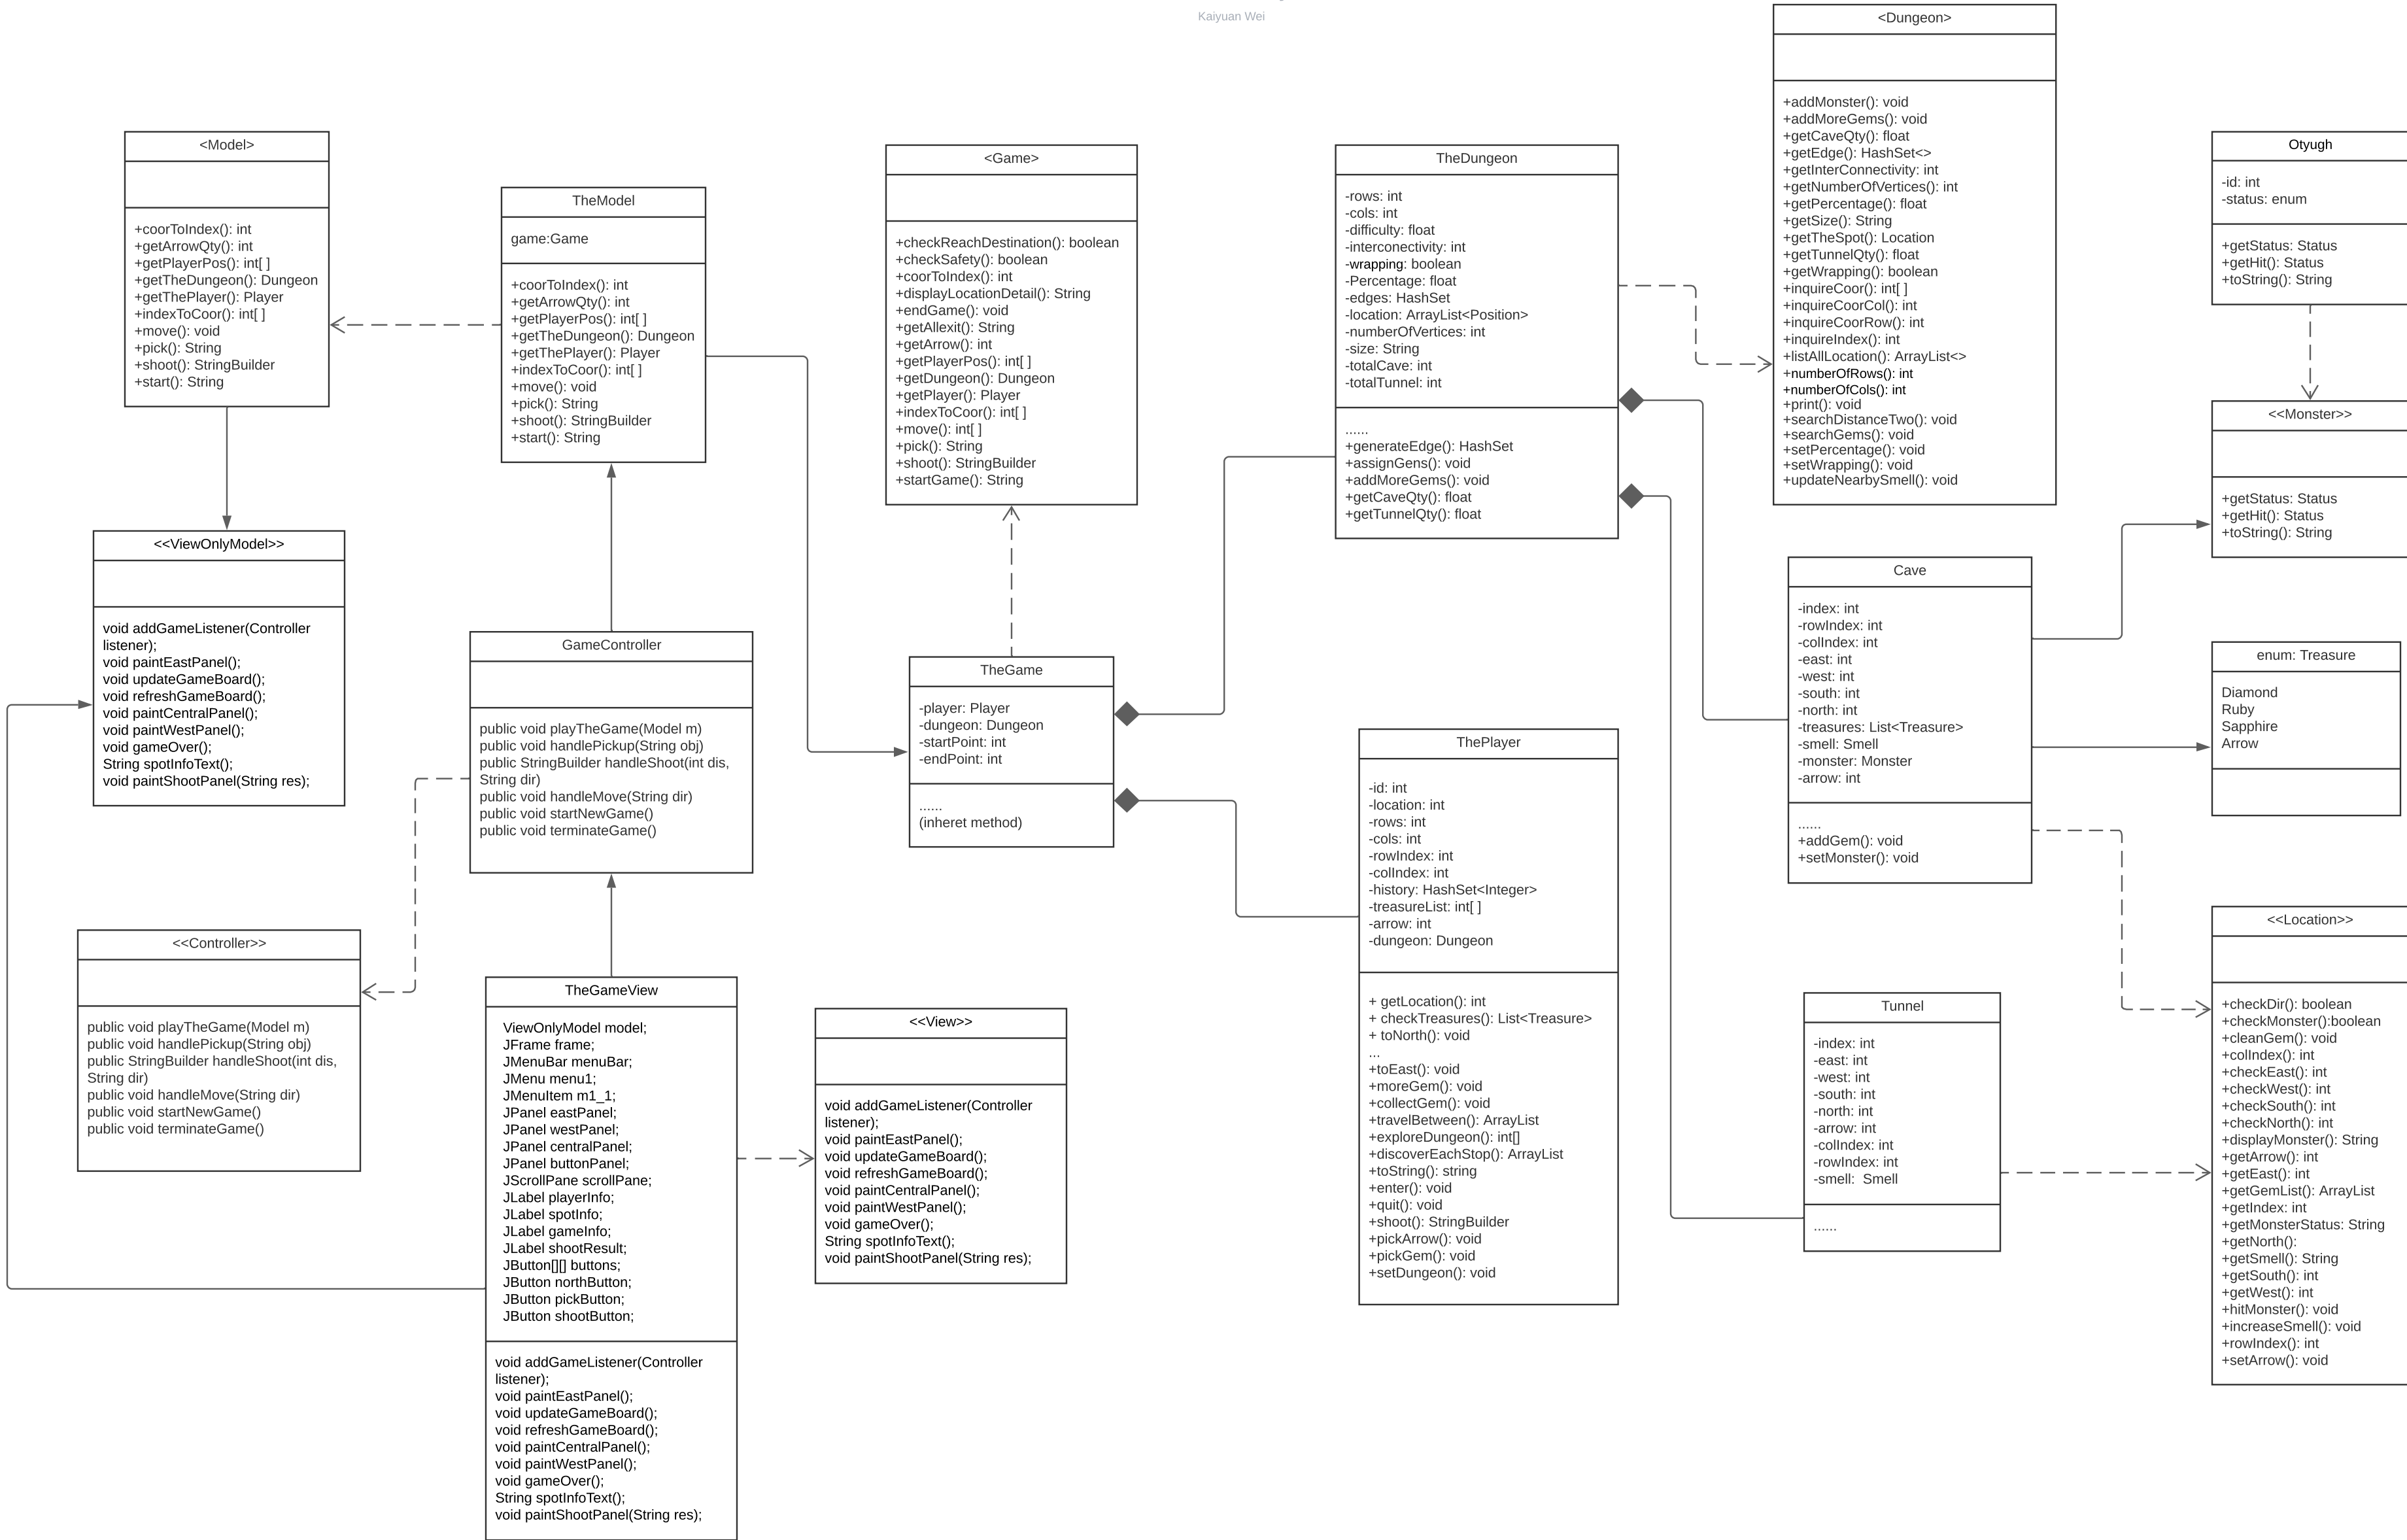 Kaiyuan Wei
<Model>
+coorToIndex(): int
+getArrowQty(): int
+getPlayerPos(): int[ ]
+getTheDungeon(): Dungeon
+getThePlayer(): Player
+indexToCoor(): int[ ]
+move(): void
+pick(): String
+shoot(): StringBuilder
+start(): String
<<ViewOnlyModel>>
void addGameListener(Controller
listener);
void paintEastPanel();
void updateGameBoard();
void refreshGameBoard();
void paintCentralPanel();
void paintWestPanel();
void gameOver();
String spotInfoText();
void paintShootPanel(String res);
<<Controller>>
public void playTheGame(Model m)
public void handlePickup(String obj)
public StringBuilder handleShoot(int dis,
String dir)
public void handleMove(String dir)
public void startNewGame()
public void terminateGame()
TheModel
game:Game
+coorToIndex(): int
+getArrowQty(): int
+getPlayerPos(): int[ ]
+getTheDungeon(): Dungeon
+getThePlayer(): Player
+indexToCoor(): int[ ]
+move(): void
+pick(): String
+shoot(): StringBuilder
+start(): String
GameController
public void playTheGame(Model m)
public void handlePickup(String obj)
public StringBuilder handleShoot(int dis,
String dir)
public void handleMove(String dir)
public void startNewGame()
public void terminateGame()
TheGameView
ViewOnlyModel model;
JFrame frame;
JMenuBar menuBar;
JMenu menu1;
JMenuItem m1_1;
JPanel eastPanel;
JPanel westPanel;
JPanel centralPanel;
JPanel buttonPanel;
JScrollPane scrollPane;
JLabel playerInfo;
JLabel spotInfo;
JLabel gameInfo;
JLabel shootResult;
JButton[][] buttons;
JButton northButton;
JButton pickButton;
JButton shootButton;
void addGameListener(Controller
listener);
void paintEastPanel();
void updateGameBoard();
void refreshGameBoard();
void paintCentralPanel();
void paintWestPanel();
void gameOver();
String spotInfoText();
void paintShootPanel(String res);
<<View>>
void addGameListener(Controller
listener);
void paintEastPanel();
void updateGameBoard();
void refreshGameBoard();
void paintCentralPanel();
void paintWestPanel();
void gameOver();
String spotInfoText();
void paintShootPanel(String res);
<Game>
+checkReachDestination(): boolean
+checkSafety(): boolean
+coorToIndex(): int
+displayLocationDetail(): String
+endGame(): void
+getAllexit(): String
+getArrow(): int
+getPlayerPos(): int[ ]
+getDungeon(): Dungeon
+getPlayer(): Player
+indexToCoor(): int[ ]
+move(): int[ ]
+pick(): String
+shoot(): StringBuilder
+startGame(): String
TheGame
-player: Player
-dungeon: Dungeon
-startPoint: int
-endPoint: int
......
(inheret method)
TheDungeon
-rows: int
-cols: int
-difficulty: float
-interconectivity: int
-wrapping: boolean
-Percentage: float
-edges: HashSet
-location: ArrayList<Position>
-numberOfVertices: int
-size: String
-totalCave: int
-totalTunnel: int
......
+generateEdge(): HashSet
+assignGens(): void
+addMoreGems(): void
+getCaveQty(): float
+getTunnelQty(): float
ThePlayer
-id: int
-location: int
-rows: int
-cols: int
-rowIndex: int
-colIndex: int
-history: HashSet<Integer>
-treasureList: int[ ]
-arrow: int
-dungeon: Dungeon
+ getLocation(): int
+ checkTreasures(): List<Treasure>
+ toNorth(): void
...
+toEast(): void
+moreGem(): void
+collectGem(): void
+travelBetween(): ArrayList
+exploreDungeon(): int[]
+discoverEachStop(): ArrayList
+toString(): string
+enter(): void
+quit(): void
+shoot(): StringBuilder
+pickArrow(): void
+pickGem(): void
+setDungeon(): void
<Dungeon>
+addMonster(): void
+addMoreGems(): void
+getCaveQty(): float
+getEdge(): HashSet<>
+getInterConnectivity: int
+getNumberOfVertices(): int
+getPercentage(): float
+getSize(): String
+getTheSpot(): Location
+getTunnelQty(): float
+getWrapping(): boolean
+inquireCoor(): int[ ]
+inquireCoorCol(): int
+inquireCoorRow(): int
+inquireIndex(): int
+listAllLocation(): ArrayList<>
+numberOfRows(): int
+numberOfCols(): int
+print(): void
+searchDistanceTwo(): void
+searchGems(): void
+setPercentage(): void
+setWrapping(): void
+updateNearbySmell(): void
Cave
-index: int
-rowIndex: int
-colIndex: int
-east: int
-west: int
-south: int
-north: int
-treasures: List<Treasure>
-smell: Smell
-monster: Monster
-arrow: int
......
+addGem(): void
+setMonster(): void
Tunnel
-index: int
-east: int
-west: int
-south: int
-north: int
-arrow: int
-colIndex: int
-rowIndex: int
-smell:  Smell
......
Otyugh
-id: int
-status: enum
+getStatus: Status
+getHit(): Status
+toString(): String
<<Monster>>
+getStatus: Status
+getHit(): Status
+toString(): String
enum: Treasure
Diamond
Ruby
Sapphire
Arrow
<<Location>>
+checkDir(): boolean
+checkMonster():boolean
+cleanGem(): void
+colIndex(): int
+checkEast(): int
+checkWest(): int
+checkSouth(): int
+checkNorth(): int
+displayMonster(): String
+getArrow(): int
+getEast(): int
+getGemList(): ArrayList
+getIndex: int
+getMonsterStatus: String
+getNorth():
+getSmell(): String
+getSouth(): int
+getWest(): int
+hitMonster(): void
+increaseSmell(): void
+rowIndex(): int
+setArrow(): void